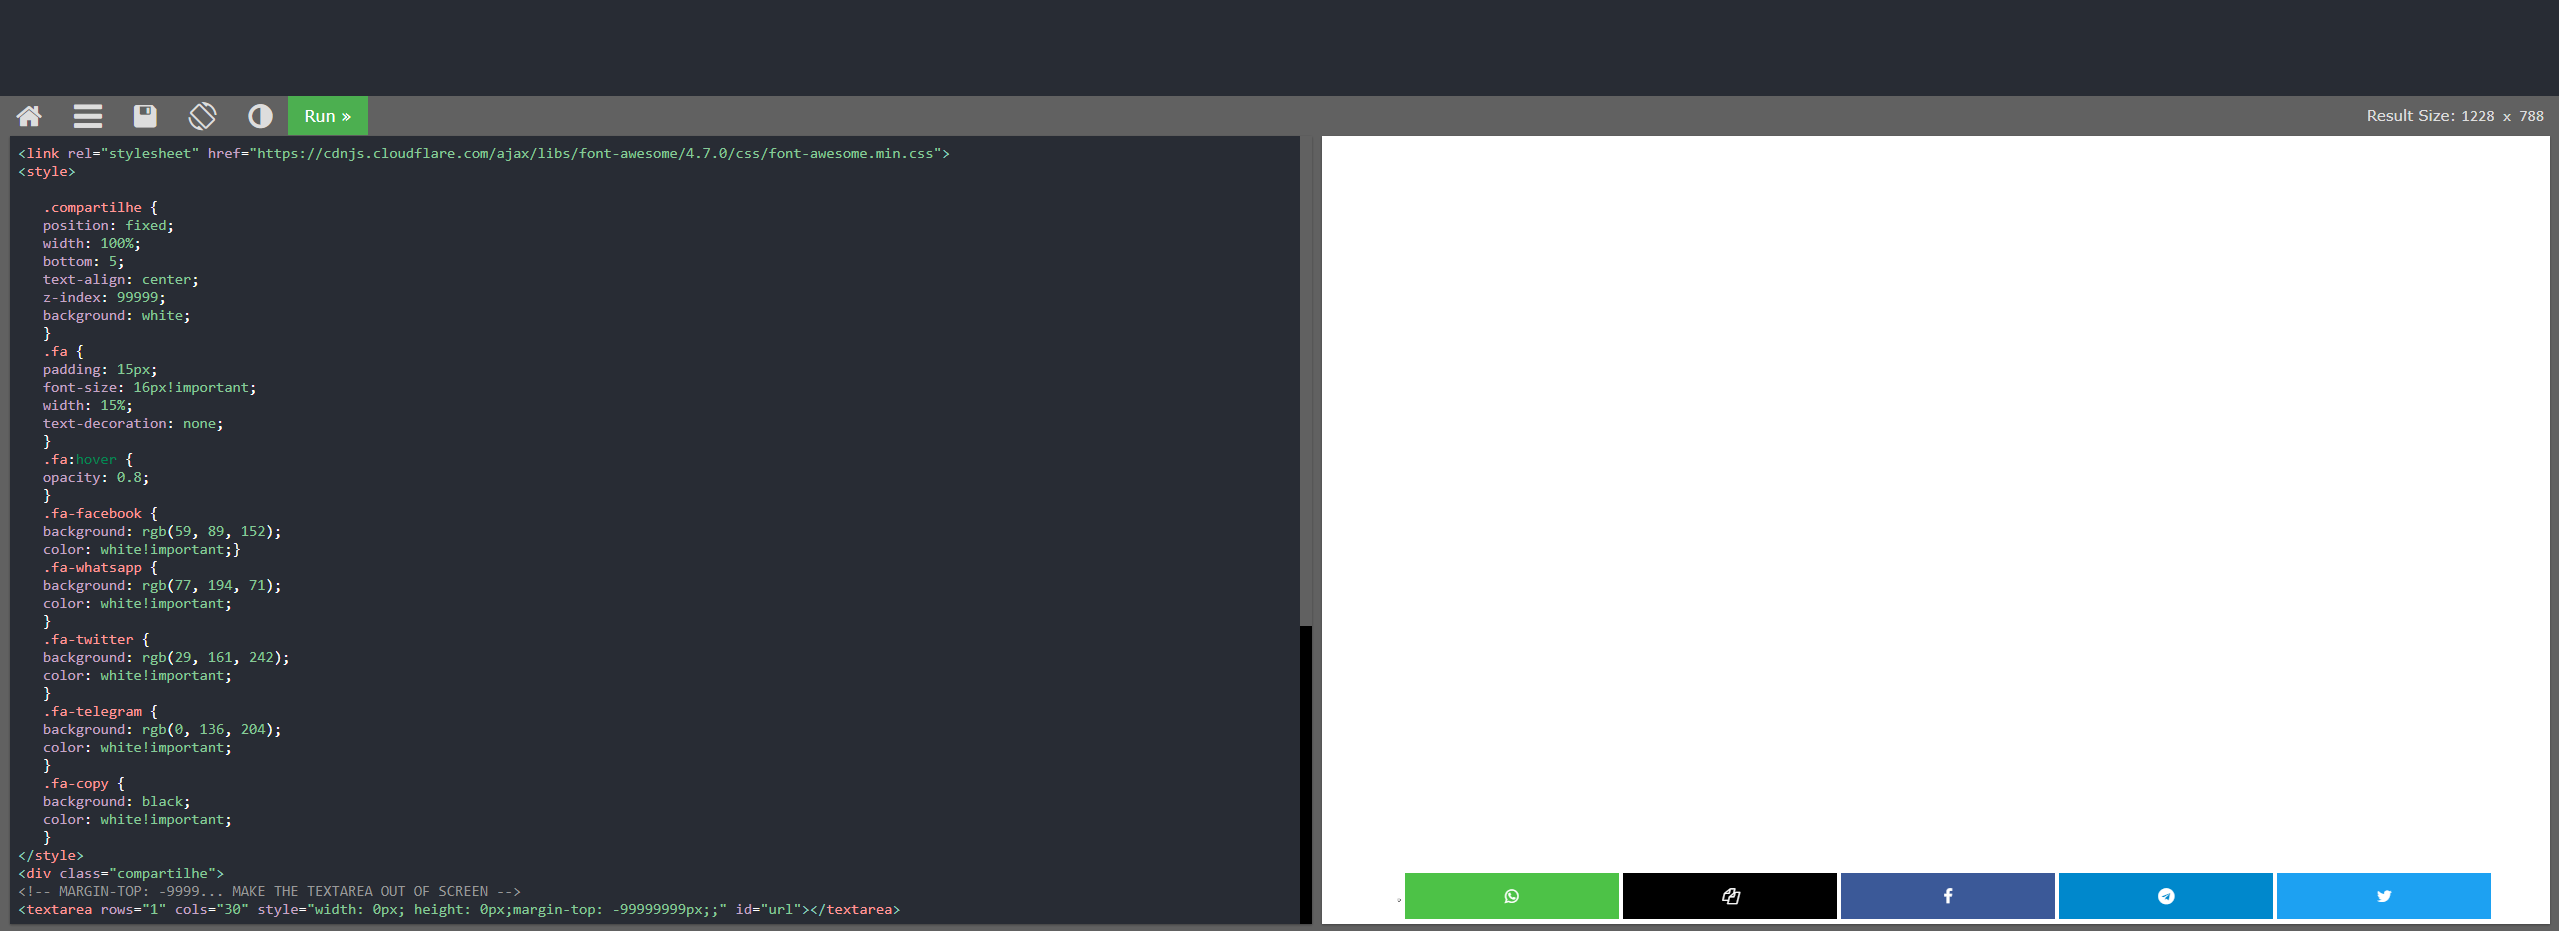 Run »
Result Size: 1228 x 788
<link rel="stylesheet" href="https://cdnjs.cloudflare.com/ajax/libs/font-awesome/4.7.0/css/font-awesome.min.css">
<style>
.compartilhe {
position: fixed;
width: 100%;
bottom: 5;
text-align: center;
z-index: 99999;
background: white;
}
.fa {
padding: 15px;
font-size: 16px!important;
width: 15%;
text-decoration: none;
}
.fa:hover {
opacity: 0.8;
}
.fa-facebook {
background: rgb(59, 89, 152);
color: white!important;}
.fa-whatsapp {
background: rgb(77, 194, 71);
color: white!important;
}
.fa-twitter {
background: rgb(29, 161, 242);
color: white!important;
}
.fa-telegram {
background: rgb(0, 136, 204);
color: white!important;
}
.fa-copy {
background: black;
color: white!important;
}
</style>
<div class="compartilhe">
<!-- MARGIN-TOP: -9999... MAKE THE TEXTAREA OUT OF SCREEN -->
<textarea rows="1" cols="30" style="width: 0px; height: 0px;margin-top: -99999999px;;" id="url"></textarea>